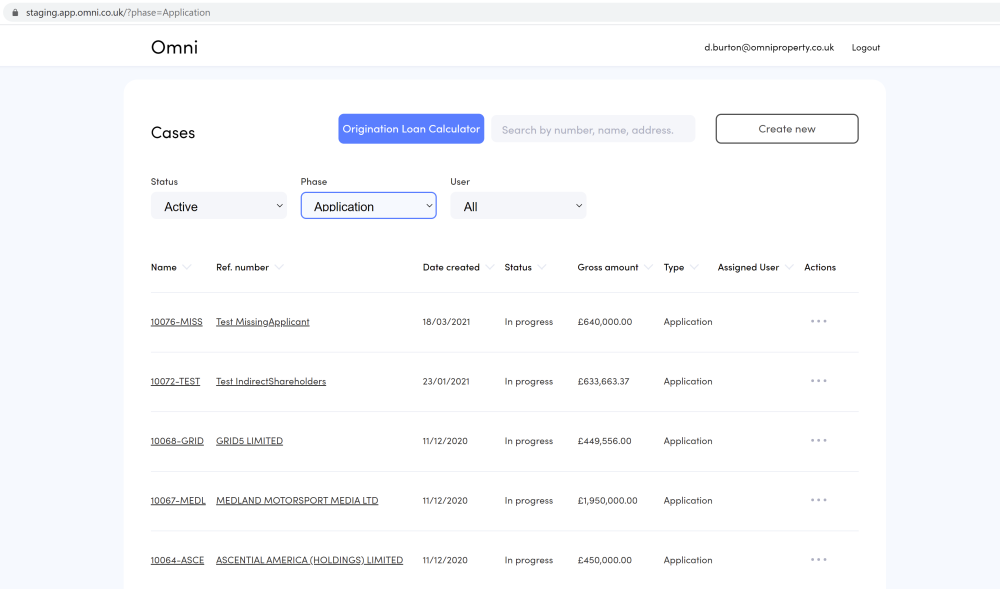 staging.app.omni.co.uk/?phase=Application
Omni d.burton@omniproperty.co.uk Logout
Cases Origination Loan Calculator Search by number, name, address. Create new
Status Phase User
Active Application All
Name Ref. number Date created Status Gross amount Type Assigned User Actions
10076-MISS Test MissingApplicant 18/03/2021 In progress £640,000.00 Application
10072-TEST Test IndirectShareholders 23/01/2021 In progress £633,663.37 Application
10068-GRID GRID5 LIMITED 11/12/2020 In progress £449,556.00 Application
10067-MEDL MEDLAND MOTORSPORT MEDIA LTD 11/12/2020 In progress £1,950,000.00 Application
10064-ASCE ASCENTIAL AMERICA (HOLDINGS) LIMITED 11/12/2020 In progress £450,000.00 Application